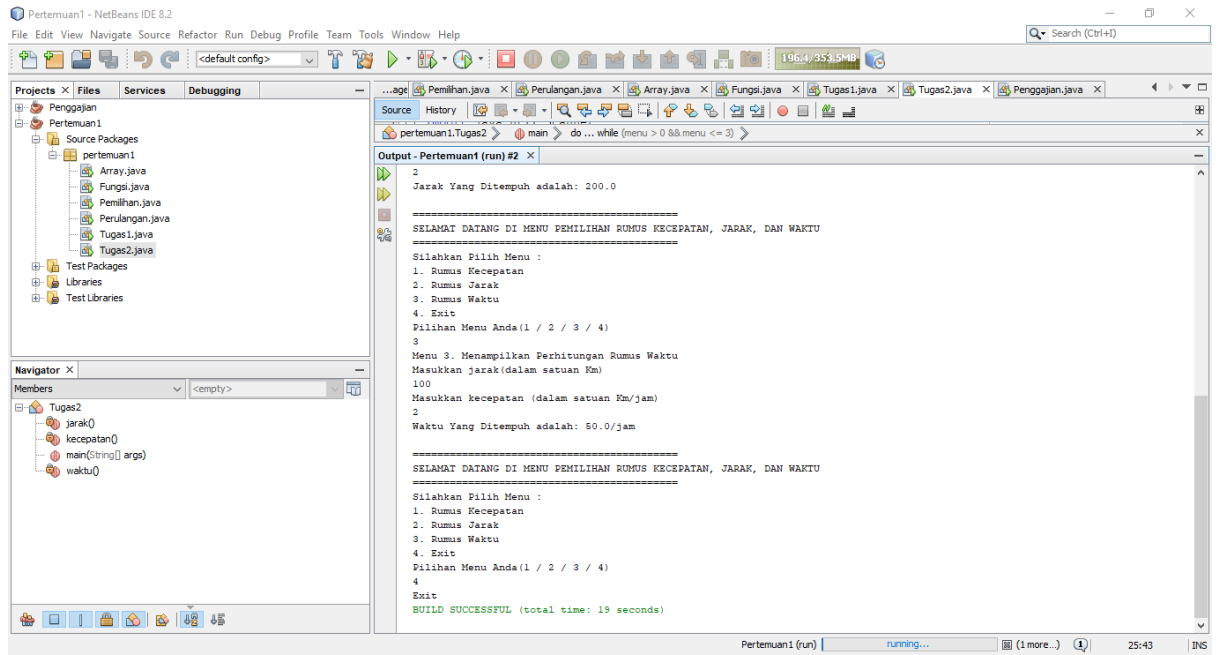 Pertemuan1 - NetBeans IDE 8.2
File Edit View Navigate Source Refactor Run Debug Profile Team Tools Window Help
Search (Ctrl+I)
<default config>
196.4/353.5MB
Projects Files Services Debugging
Penggajian
Pertemuan1
Source Packages
pertemuan1
Array.java
Fungsi.java
Pemilihan.java
Perulangan.java
Tugas1.java
Tugas2.java
Test Packages
Libraries
Test Libraries
Navigator
Members
<empty>
Tugas2
jarak()
kecepatan()
main(String[] args)
waktu()
...age Pemilihan.java Perulangan.java Array.java Fungsi.java Tugas1.java Tugas2.java Penggajian.java
Source History
pertemuan1.Tugas2 main do ... while (menu > 0 && menu <= 3)
Output - Pertemuan1 (run) #2
2
Jarak Yang Ditempuh adalah: 200.0
============================================
SELAMAT DATANG DI MENU PEMILIHAN RUMUS KECEPATAN, JARAK, DAN WAKTU
============================================
Silahkan Pilih Menu :
1. Rumus Kecepatan
2. Rumus Jarak
3. Rumus Waktu
4. Exit
Pilihan Menu Anda(1 / 2 / 3 / 4)
3
Menu 3. Menampilkan Perhitungan Rumus Waktu
Masukkan jarak(dalam satuan Km)
100
Masukkan kecepatan (dalam satuan Km/jam)
2
Waktu Yang Ditempuh adalah: 50.0/jam
============================================
SELAMAT DATANG DI MENU PEMILIHAN RUMUS KECEPATAN, JARAK, DAN WAKTU
============================================
Silahkan Pilih Menu :
1. Rumus Kecepatan
2. Rumus Jarak
3. Rumus Waktu
4. Exit
Pilihan Menu Anda(1 / 2 / 3 / 4)
4
Exit
BUILD SUCCESSFUL (total time: 19 seconds)
Pertemuan1 (run) running... (1 more...) 1 25:43 INS